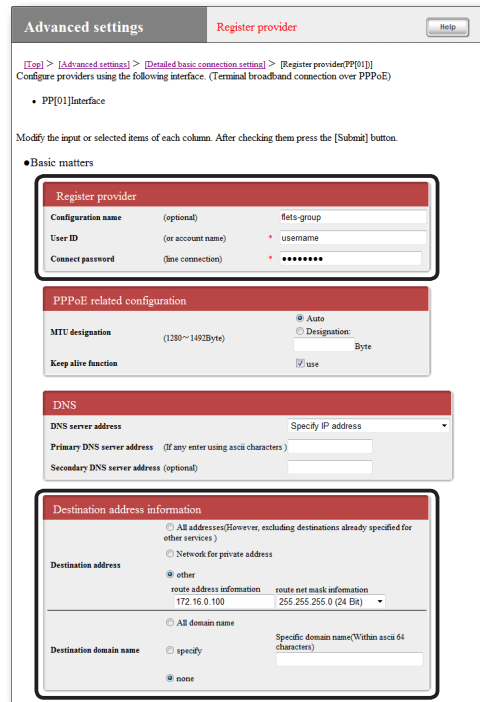 Advanced settings Register provider Help
[Top] > [Advanced settings] > [Detailed basic connection setting] > [Register provider(PP[01])]
Configure providers using the following interface. (Terminal broadband connection over PPPoE)
• PP[01]Interface
Modify the input or selected items of each column. After checking them press the [Submit] button.
●Basic matters
Register provider
Configuration name (optional) flets-group
User ID (or account name) * username
Connect password (line connection) * ●●●●●●●●
PPPoE related configuration
Auto
MTU designation (1280~1492Byte) Designation:
Byte
Keep alive function use
DNS
DNS server address Specify IP address
Primary DNS server address (If any enter using ascii characters )
Secondary DNS server address (optional)
Destination address information
All addresses(However, excluding destinations already specified for
other services )
Network for private address
Destination address
other
route address information route net mask information
172.16.0.100 255.255.255.0 (24 Bit)
All domain name
Specific domain name(Within ascii 64
characters)
Destination domain name specify
none